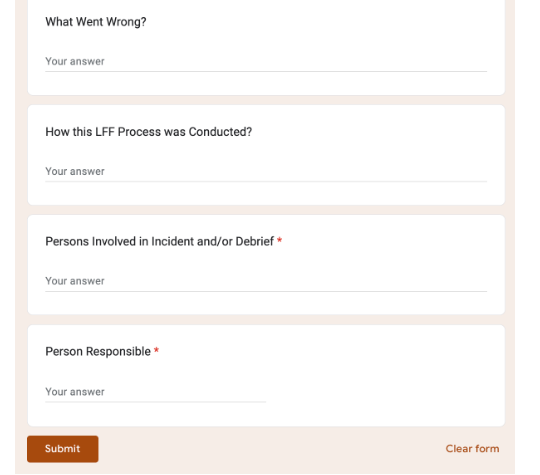 What Went Wrong?
Your answer
How this LFF Process was Conducted?
Your answer
Persons Involved in Incident and/or Debrief *
Your answer
Person Responsible *
Your answer
Submit
Clear form